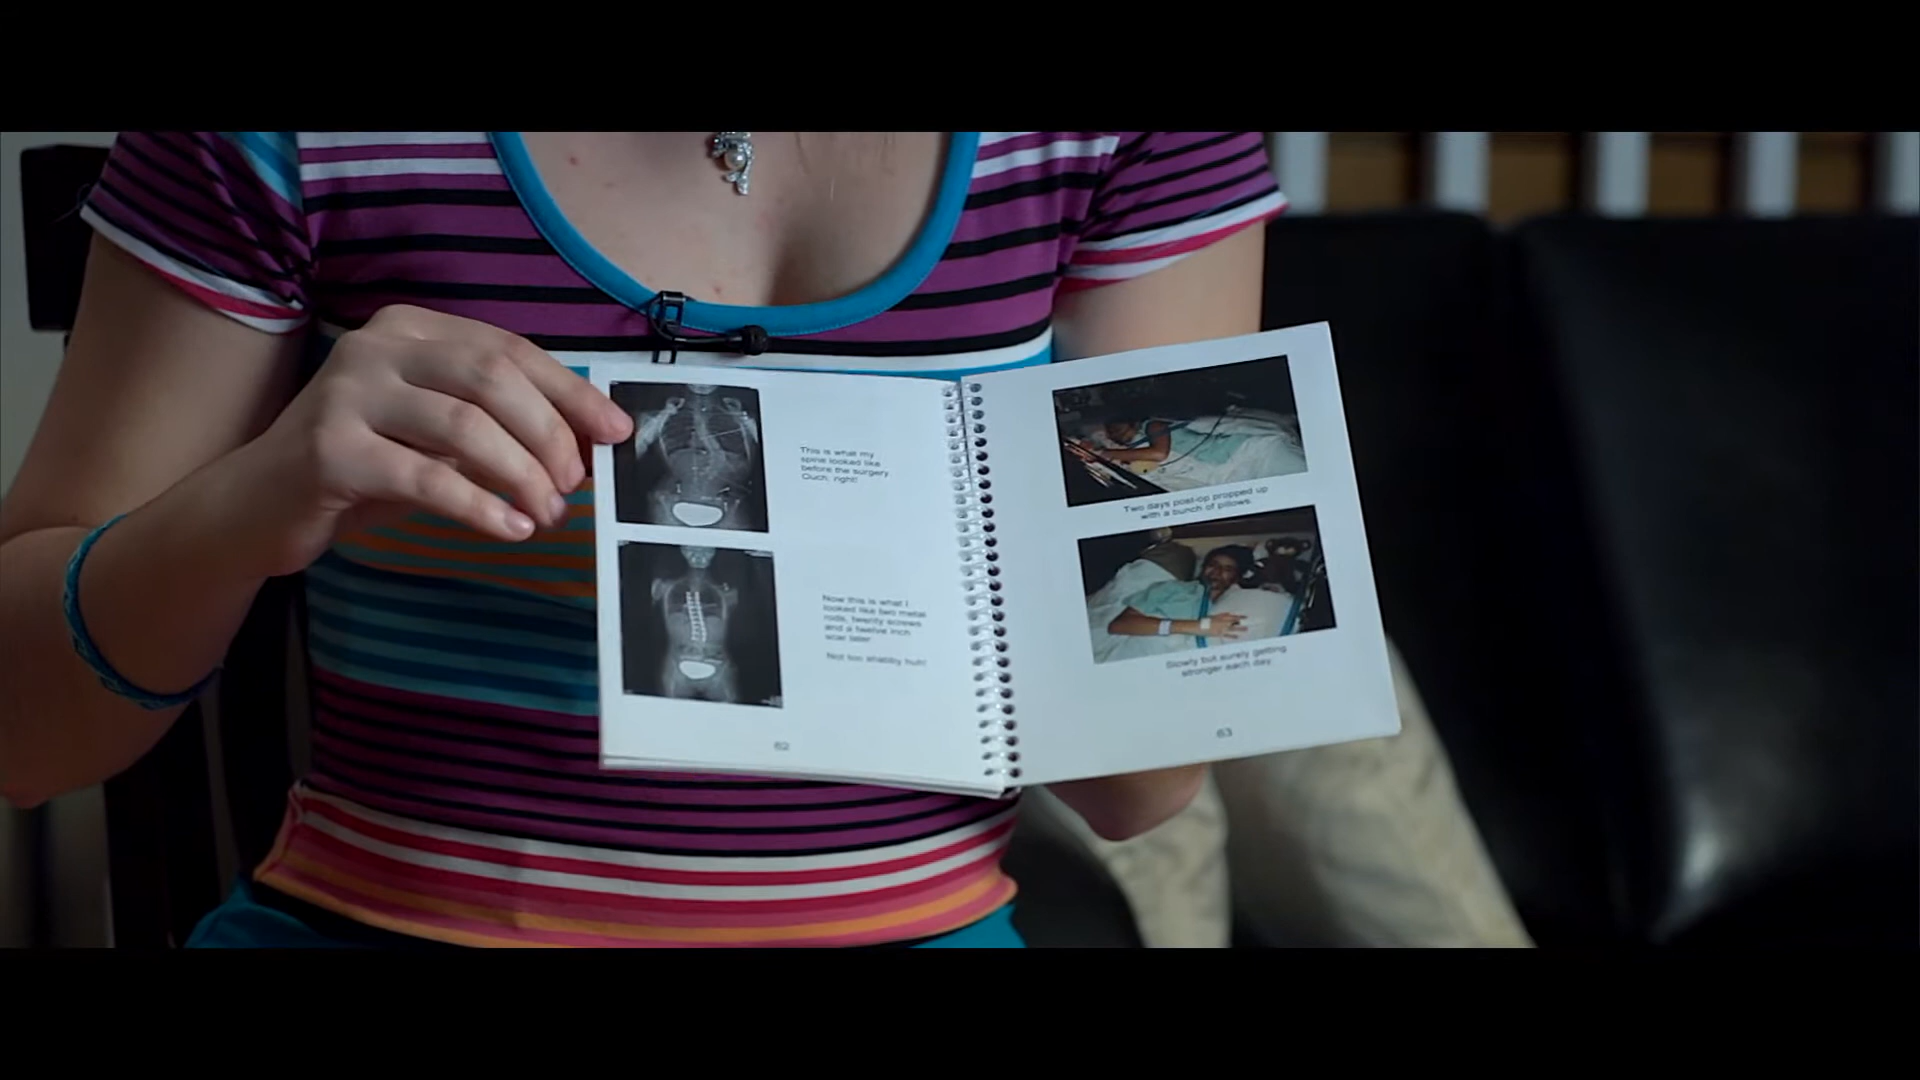 This is what my
spine looked like
before the surgery.
Ouch, right!
Now this is what I
looked like two metal
rods, twenty screws
and a twelve inch
scar later
Not too shabby huh!
62
Two days post-op propped up
with a bunch of pillows.
Slowly but surely getting
stronger each day.
63